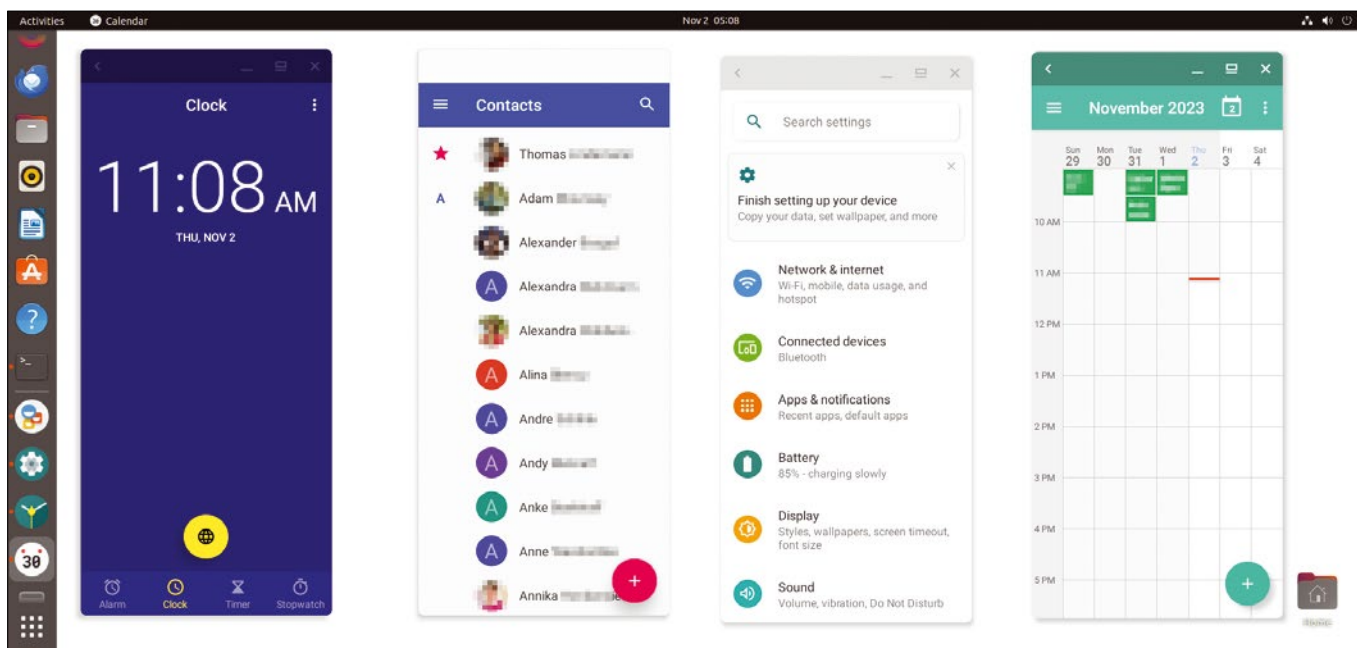 Activities
Calendar
Nov 2 05:08
Clock
11:08 AM
THU, NOV 2
Alarm
Clock
Timer
Stopwatch
Contacts
Thomas
A
Adam
Alexander
A
Alexandra
Alexandra
A
Alina
A
Andre
A
Andy
A
Anke
A
Anne
Annika
Search settings
Finish setting up your device
Copy your data, set wallpaper, and more
Network & internet
Wi-Fi, mobile, data usage, and
hotspot
Connected devices
Bluetooth
Apps & notifications
Recent apps, default apps
Battery
85% - charging slowly
Display
Styles, wallpapers, screen timeout,
font size
Sound
Volume, vibration, Do Not Disturb
November 2023
2
Sun Mon Tue Wed Thu Fri Sat
29 30 31 1 2 3 4
10 AM
11 AM
12 PM
1 PM
2 PM
3 PM
4 PM
5 PM
30
Home